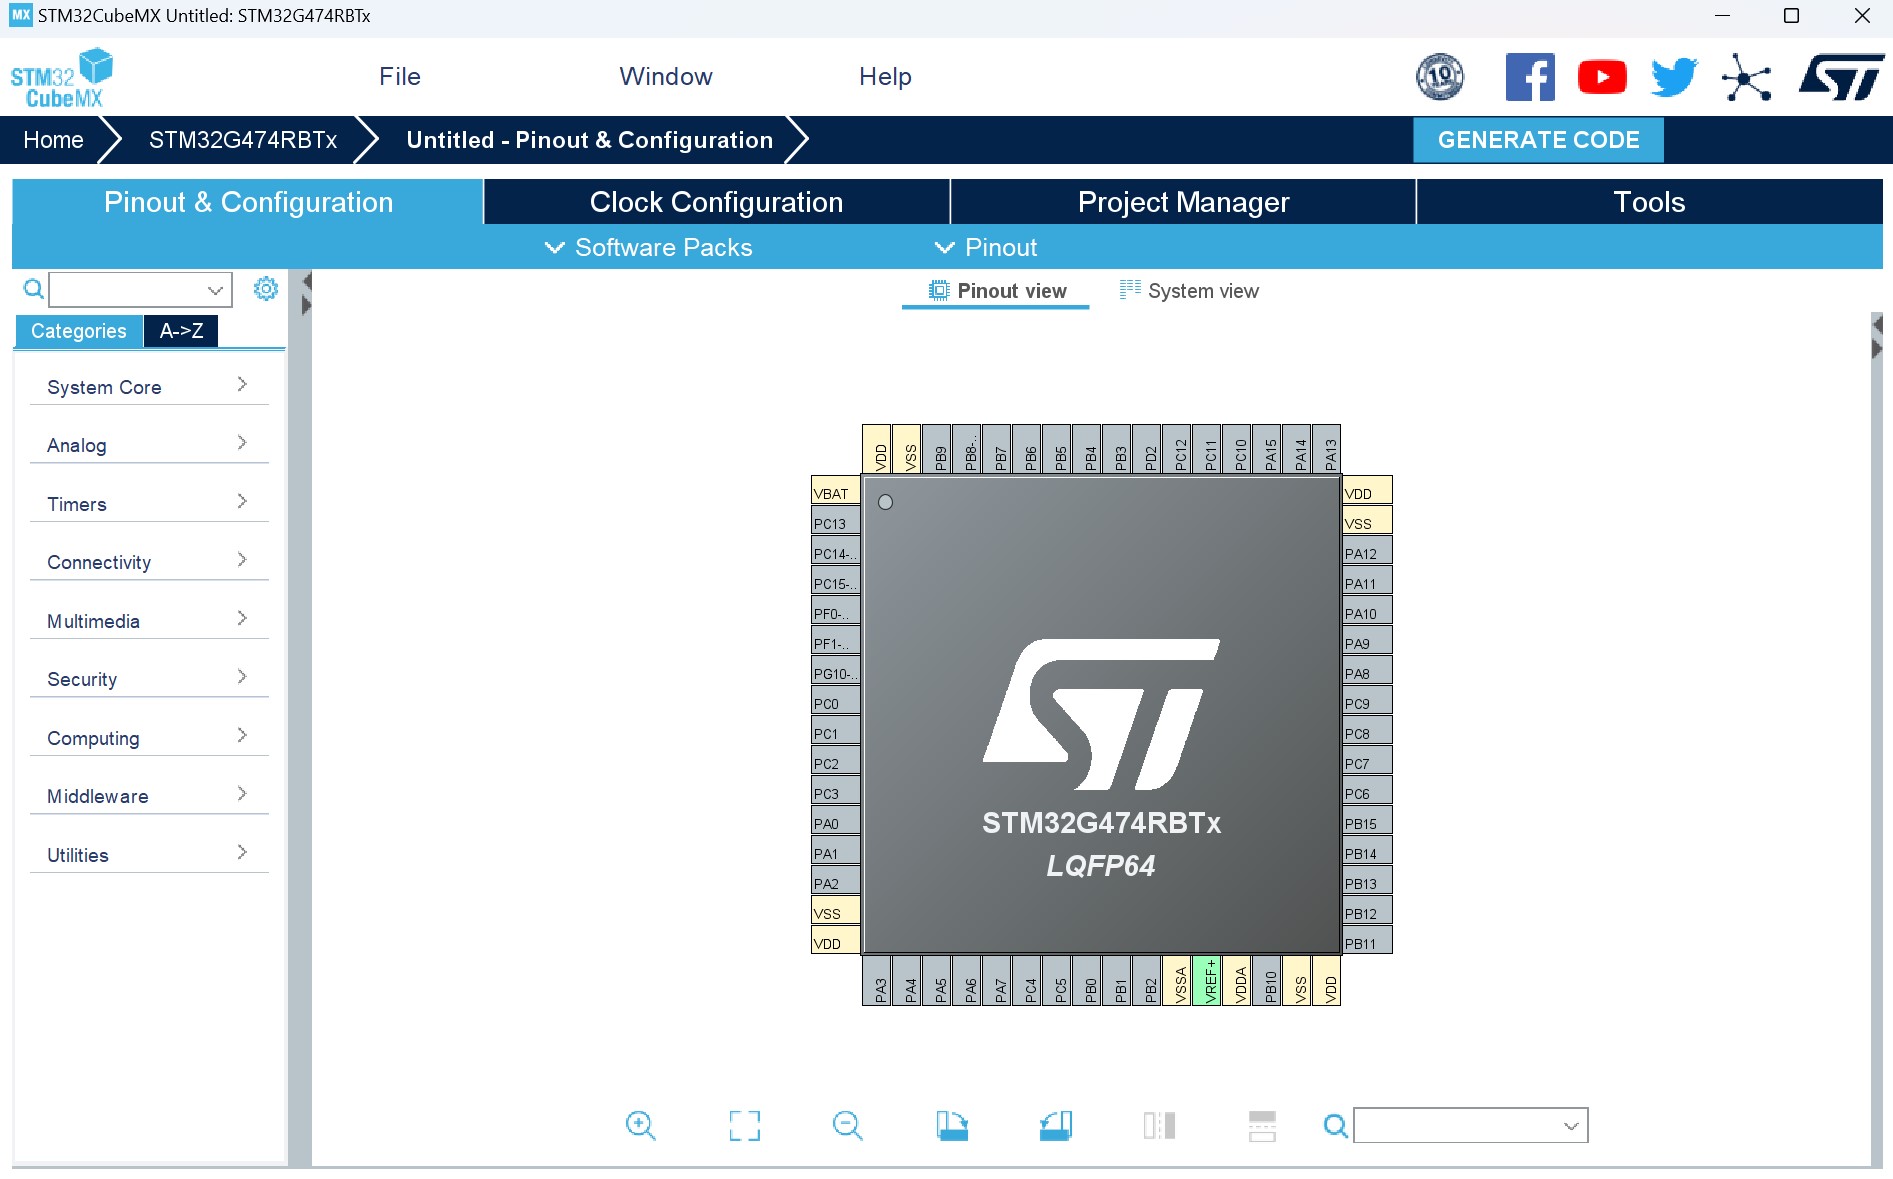 MX STM32CubeMX Untitled: STM32G474RBTx
STM32
CubeMX
File
Window
Help
10
Home
STM32G474RBTx
Untitled - Pinout & Configuration
GENERATE CODE
Pinout & Configuration
Clock Configuration
Project Manager
Tools
Software Packs
Pinout
Pinout view
System view
Categories
A->Z
System Core
Analog
Timers
Connectivity
Multimedia
Security
Computing
Middleware
Utilities
VDD
VSS
PB9
PB8-..
PB7
PB6
PB5
PB4
PB3
PD2
PC12
PC11
PC10
PA15
PA14
PA13
VBAT
PC13
PC14-..
PC15-..
PF0-..
PF1-..
PG10-..
PC0
PC1
PC2
PC3
PA0
PA1
PA2
VSS
VDD
ST
STM32G474RBTx
LQFP64
VDD
VSS
PA12
PA11
PA10
PA9
PA8
PC9
PC8
PC7
PC6
PB15
PB14
PB13
PB12
PB11
PA3
PA4
PA5
PA6
PA7
PC4
PC5
PB0
PB1
PB2
VSSA
VREF+
VDDA
PB10
VSS
VDD